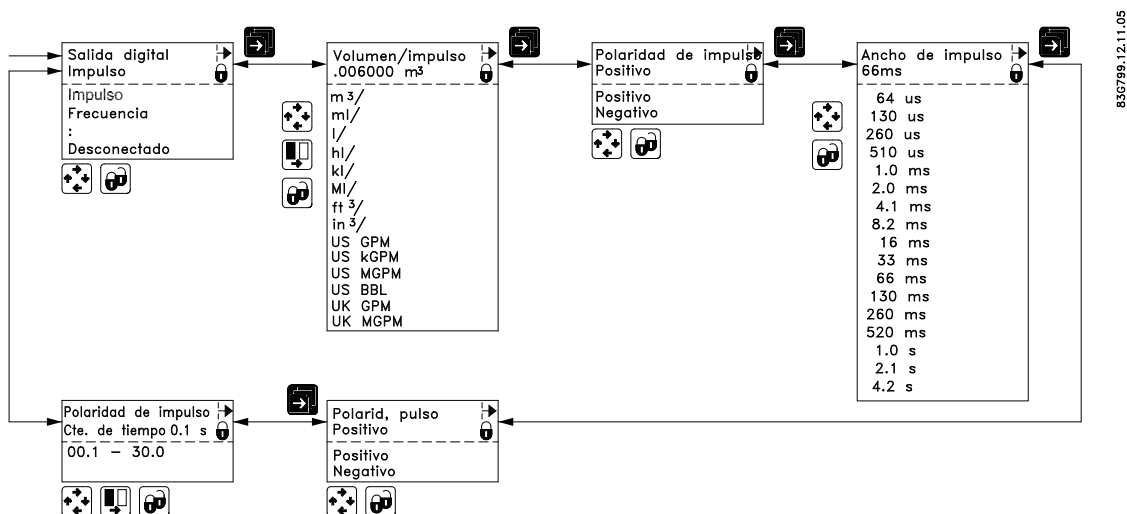 Salida digital
Impulso
Impulso
Frecuencia
:
Desconectado
Volumen/impulso
.006000 m³
m³/
ml/
l/
hl/
kl/
Ml/
ft³/
in³/
US GPM
US kGPM
US MGPM
US BBL
UK GPM
UK MGPM
Polaridad de impulso
Positivo
Positivo
Negativo
Ancho de impulso
66ms
64 us
130 us
260 us
510 us
1.0 ms
2.0 ms
4.1 ms
8.2 ms
16 ms
33 ms
66 ms
130 ms
260 ms
520 ms
1.0 s
2.1 s
4.2 s
83G799.12.11.05
Polaridad de impulso
Cte. de tiempo 0.1 s
00.1 – 30.0
Polarid, pulso
Positivo
Positivo
Negativo